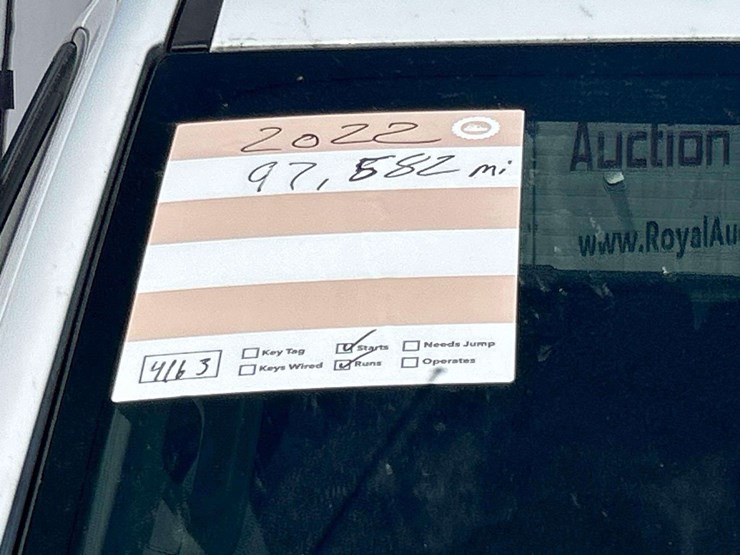 2022
97,582 mi
Auction
www.RoyalAu
4163
Key Tag
Starts
Needs Jump
Keys Wired
Runs
Operates